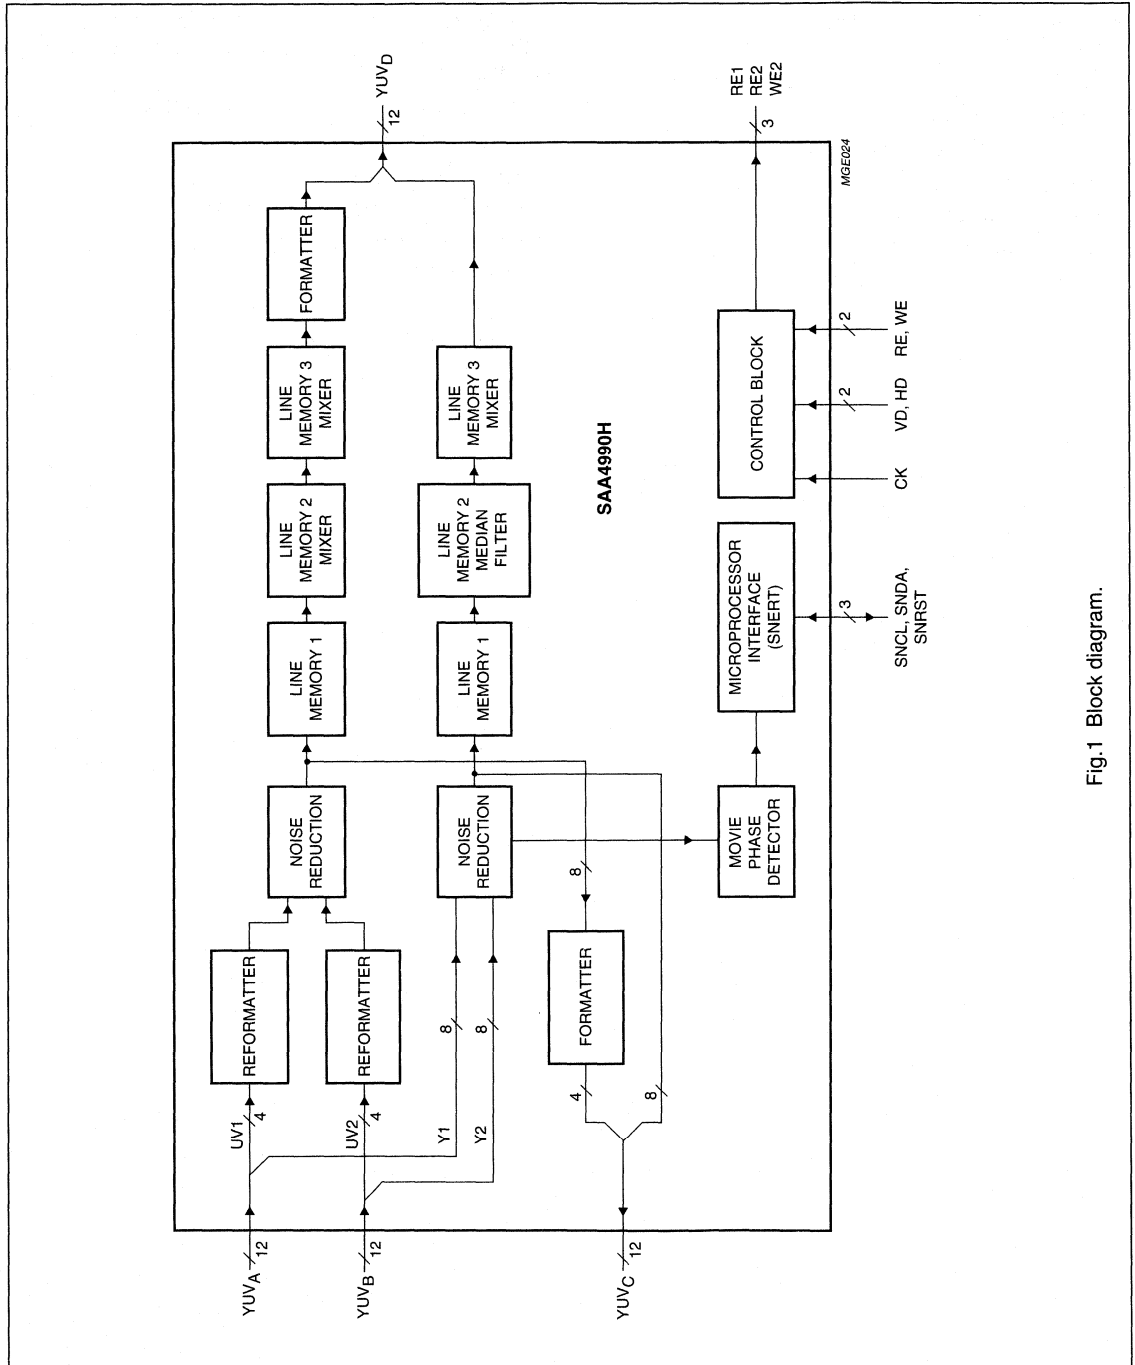 YUVA
12
YUVB
12
YUVC
12
UV1
4
UV2
4
Y1
8
Y2
8
REFORMATTER
REFORMATTER
NOISE
REDUCTION
NOISE
REDUCTION
LINE
MEMORY 1
LINE
MEMORY 2
MIXER
LINE
MEMORY 3
MIXER
FORMATTER
LINE
MEMORY 1
LINE
MEMORY 2
MEDIAN
FILTER
LINE
MEMORY 3
MIXER
12
YUVD
FORMATTER
8
4
8
SAA4990H
MOVIE
PHASE
DETECTOR
MICROPROCESSOR
INTERFACE
(SNERT)
CONTROL BLOCK
3
RE1
RE2
WE2
3
SNCL, SNDA,
SNRST
CK
2
VD, HD
2
RE, WE
MGE024
Fig.1 Block diagram.